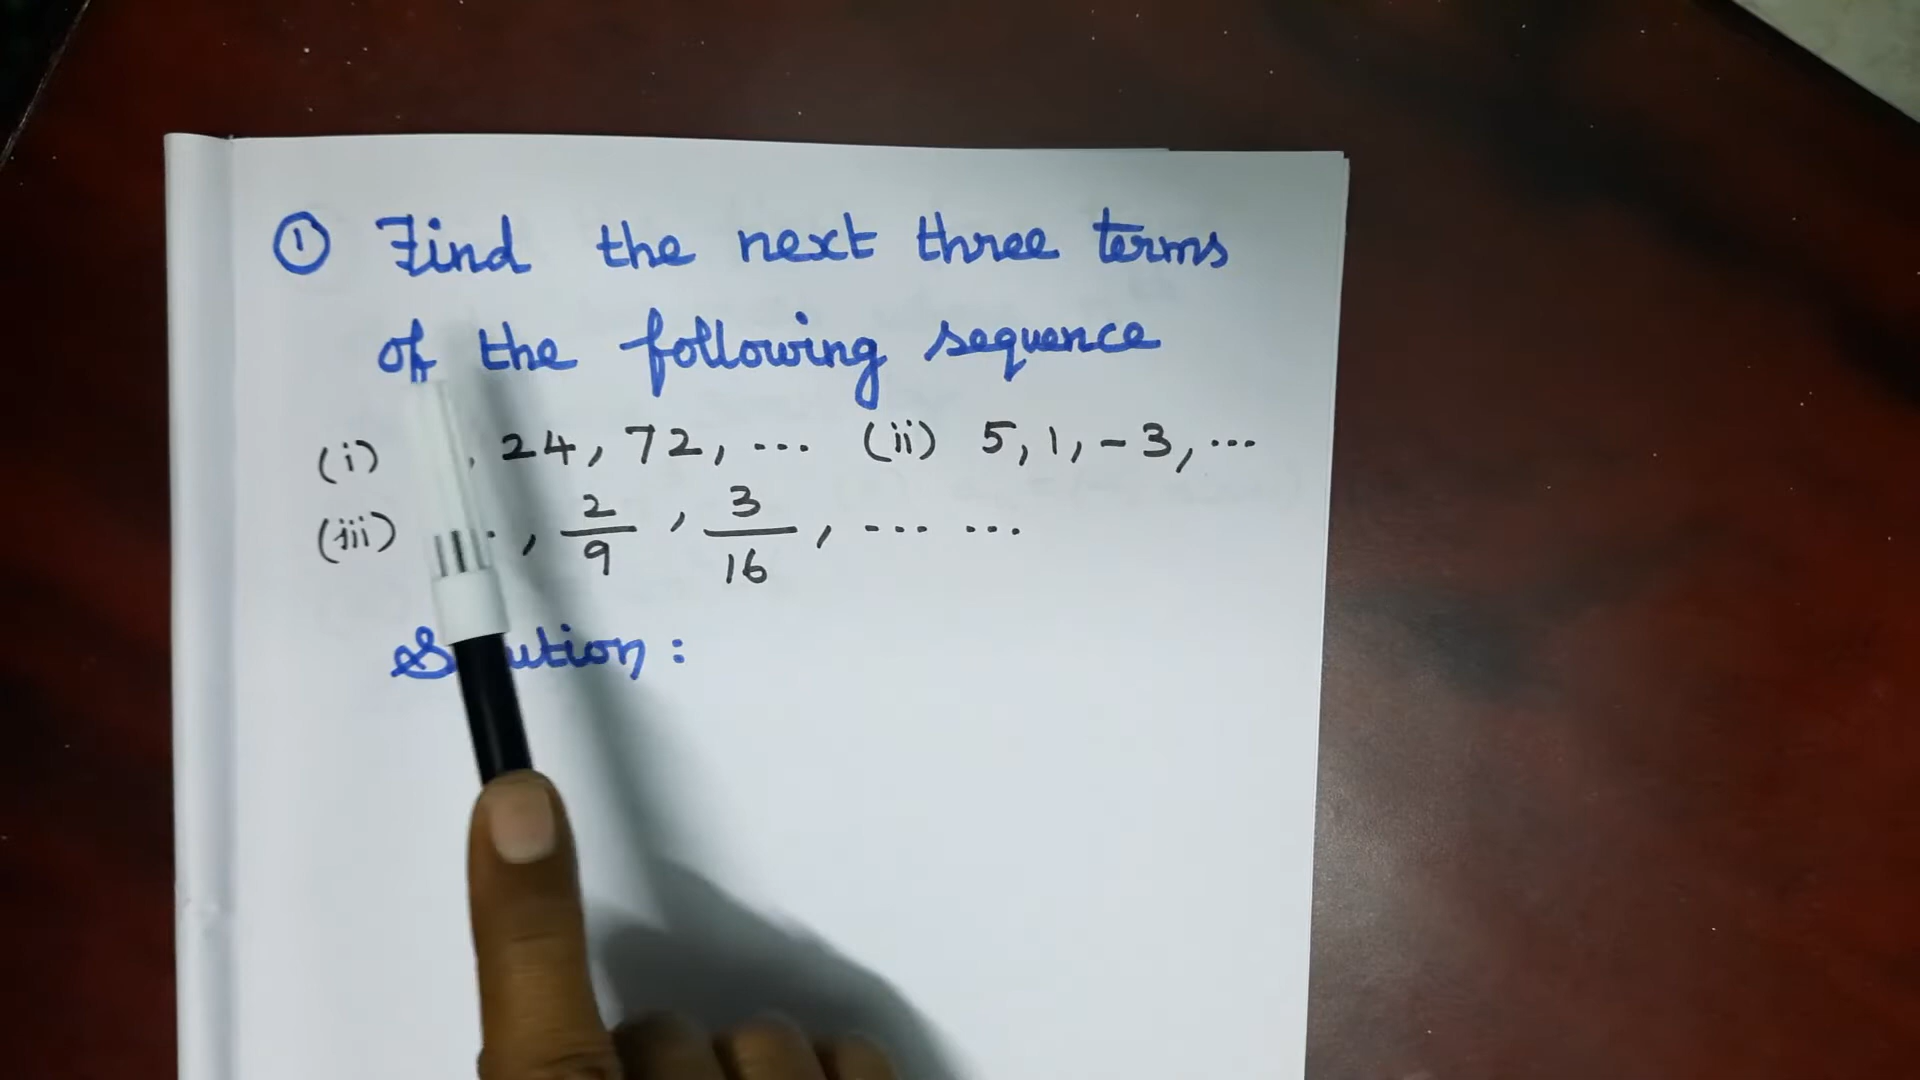 ① Find the next three terms
of the following sequence
(i) , 24, 72, ... (ii) 5, 1, -3, ...
(iii) , 2/9, 3/16, ... ...
Solution :